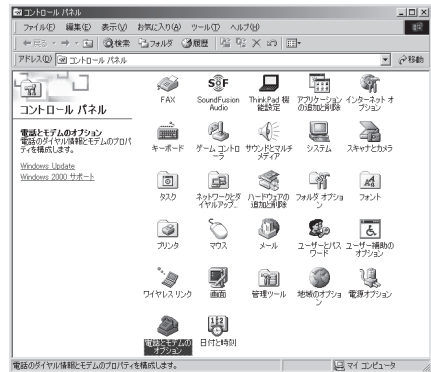 コントロール パネル
ファイル(F) 編集(E) 表示(V) お気に入り(A) ツール(T) ヘルプ(H)
戻る 検索 フォルダ 履歴
アドレス(D) コントロール パネル 移動
コントロール パネル
電話とモデムのオプション
電話のダイヤル情報とモデムのプロパ
ティを構成します。
Windows Update
Windows 2000 サポート
FAX
SoundFusion
Audio
ThinkPad 機
能設定
アプリケーション
の追加と削除
インターネット オ
プション
キーボード
ゲーム コントロ
ーラ
サウンドとマルチ
メディア
システム
スキャナとカメラ
タスク
ネットワークとダ
イヤルアップ...
ハードウェアの
追加と削除
フォルダ オプショ
ン
フォント
プリンタ
マウス
メール
ユーザーとパス
ワード
ユーザー補助の
オプション
ワイヤレス リンク
画面
管理ツール
地域のオプショ
ン
電源オプション
電話とモデムの
オプション
日付と時刻
電話のダイヤル情報とモデムのプロパティを構成します。 マイ コンピュータ